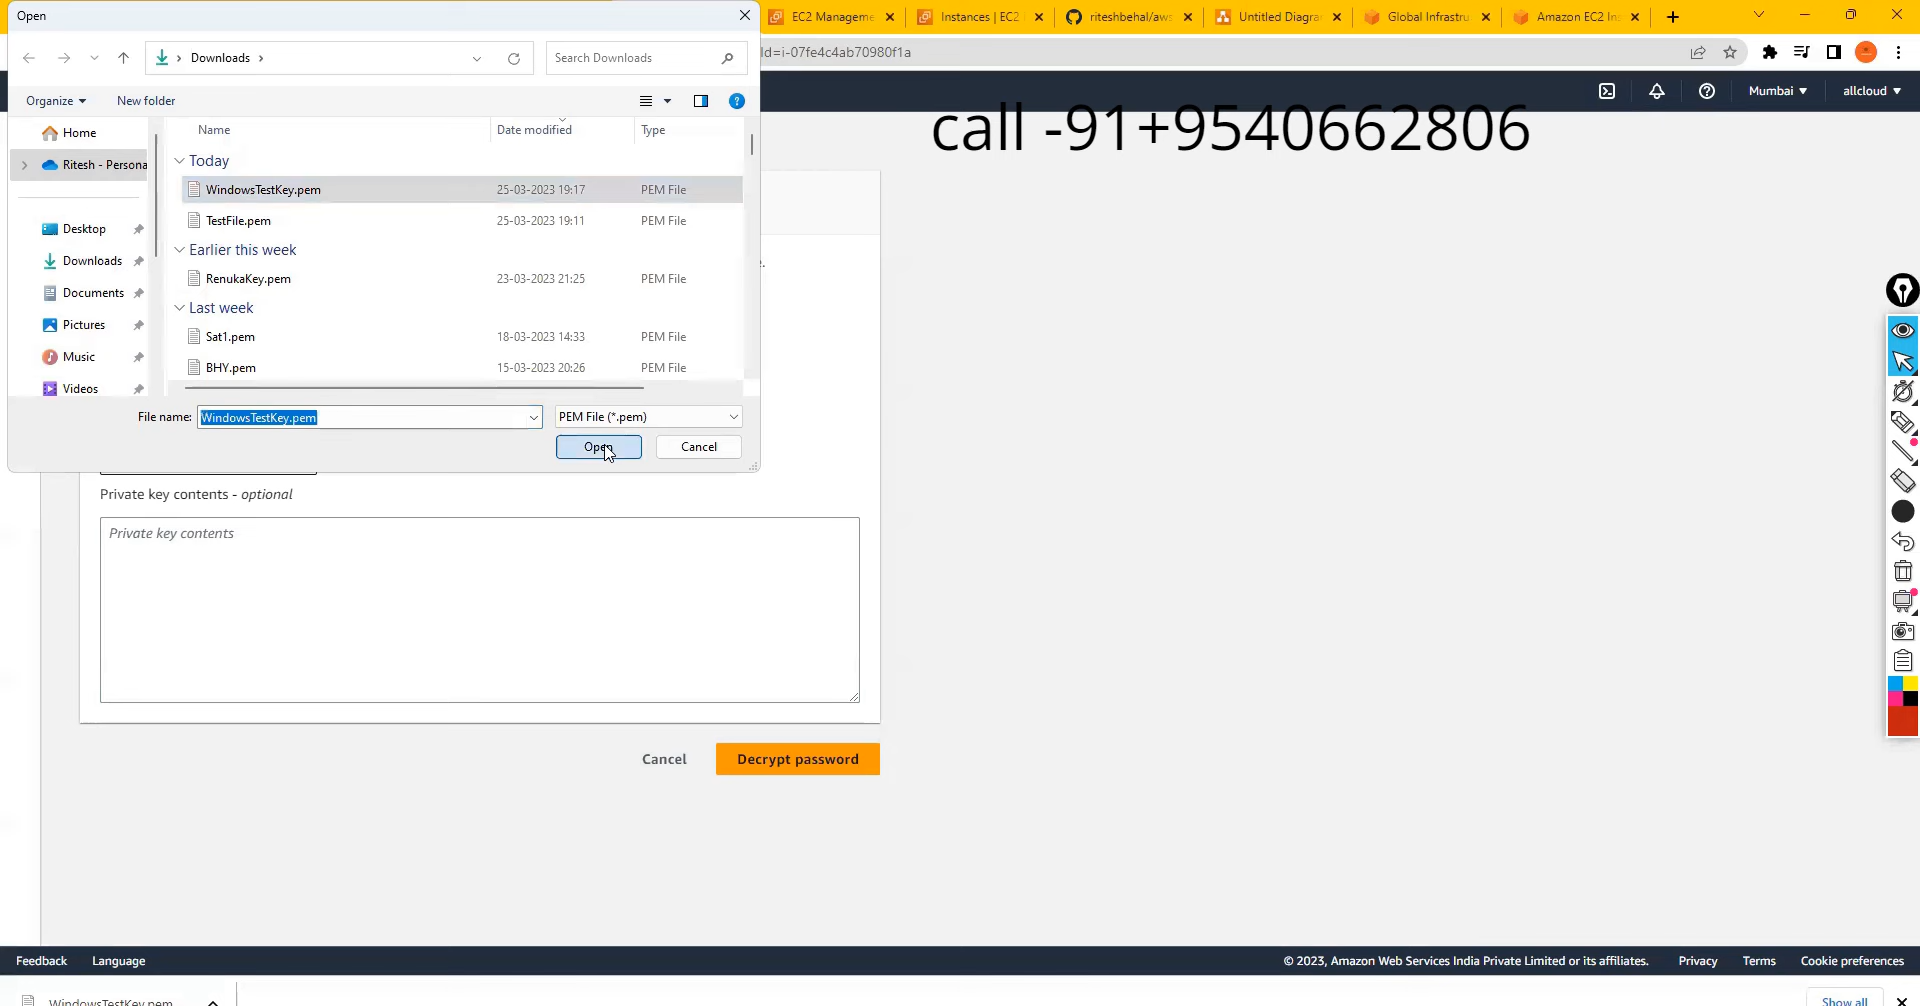 Open
EC2 Manageme
Instances | EC2
riteshbehal/aws
Untitled Diagra
Global Infrastru
Amazon EC2 In
Downloads
Search Downloads
Id=i-07fe4c4ab70980f1a
Organize
New folder
Mumbai
allcloud
call -91+9540662806
Home
Ritesh - Persona
Desktop
Downloads
Documents
Pictures
Music
Videos
Name Date modified Type
Today
WindowsTestKey.pem 25-03-2023 19:17 PEM File
TestFile.pem 25-03-2023 19:11 PEM File
Earlier this week
RenukaKey.pem 23-03-2023 21:25 PEM File
Last week
Sat1.pem 18-03-2023 14:33 PEM File
BHY.pem 15-03-2023 20:26 PEM File
File name: WindowsTestKey.pem PEM File (*.pem)
Open Cancel
Private key contents - optional
Private key contents
Cancel Decrypt password
Feedback Language © 2023, Amazon Web Services India Private Limited or its affiliates. Privacy Terms Cookie preferences
WindowsTestKey.pem Show all